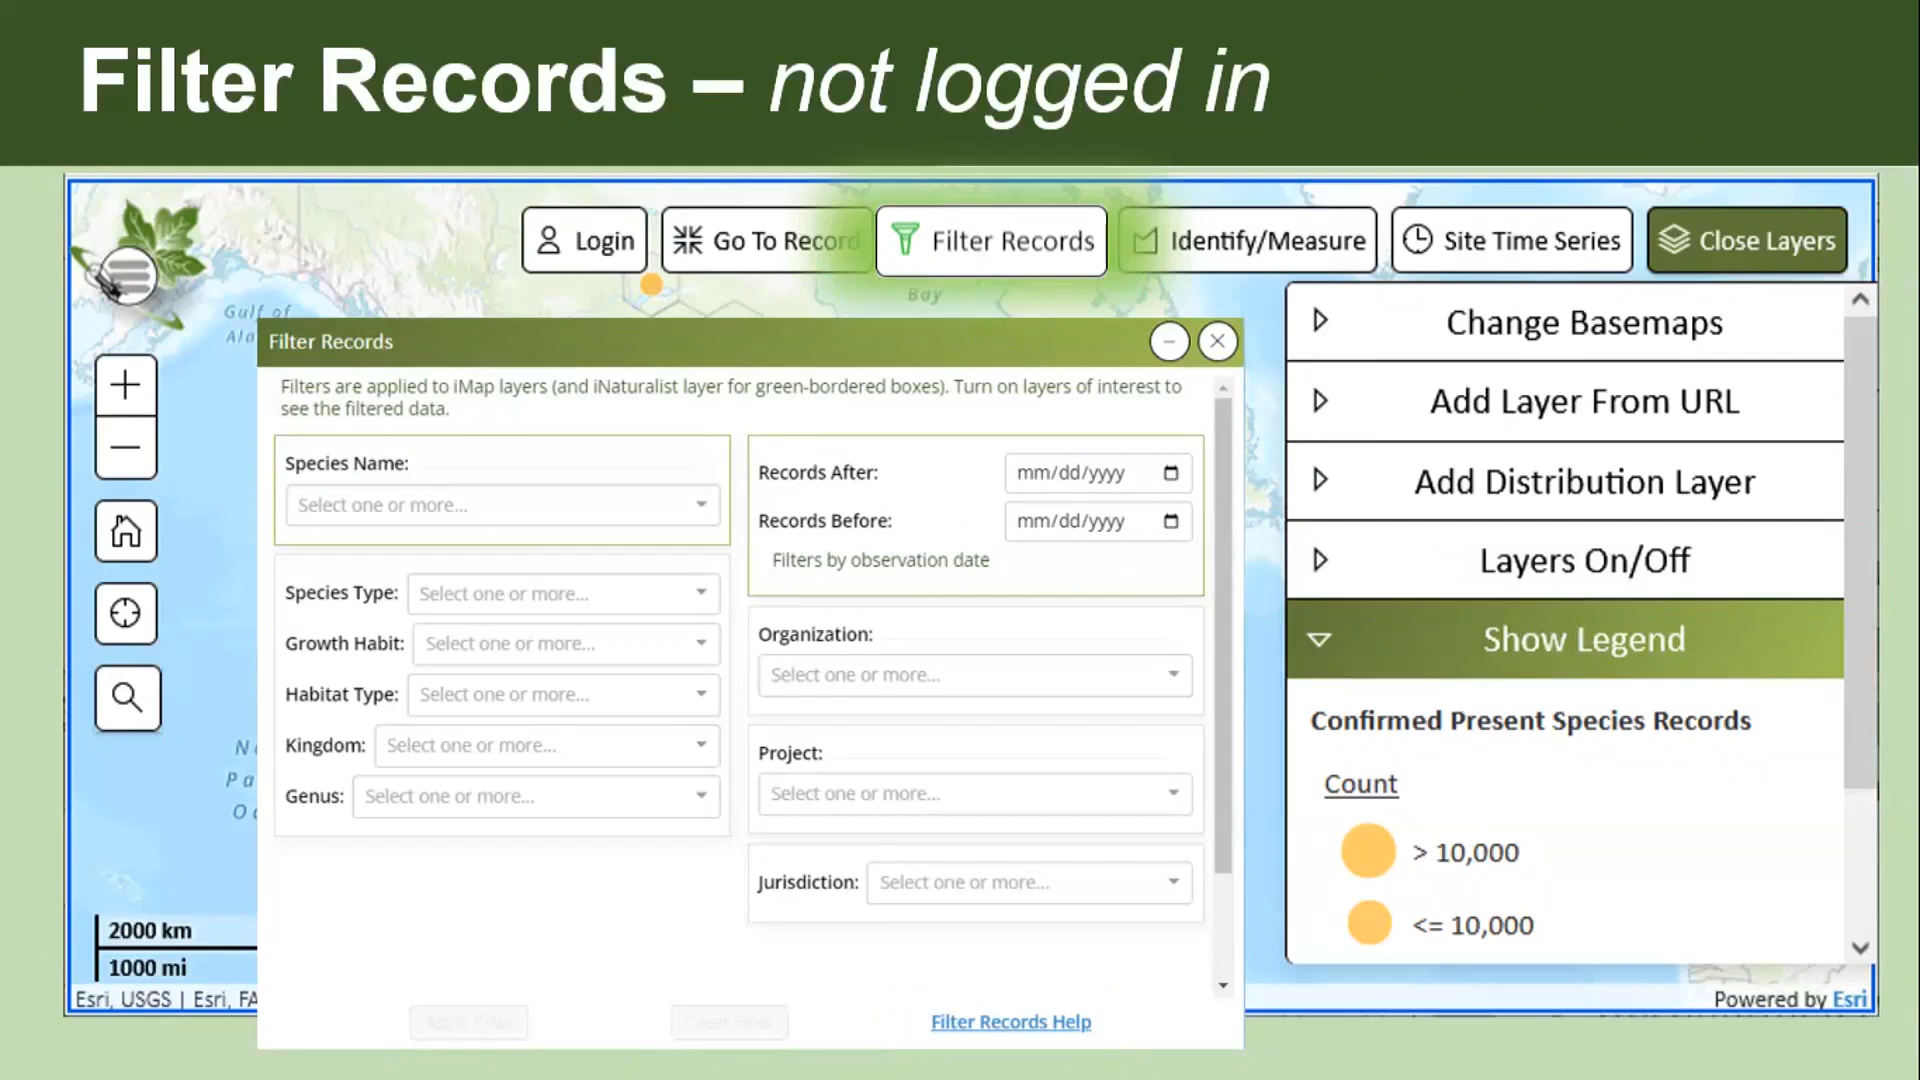 Filter Records – not logged in
Login
Go To Record
Filter Records
Identify/Measure
Site Time Series
Close Layers
Gulf of
Bay
Filter Records
Filters are applied to iMap layers (and iNaturalist layer for green-bordered boxes). Turn on layers of interest to
see the filtered data.
Species Name:
Select one or more...
Species Type: Select one or more...
Growth Habit: Select one or more...
Habitat Type: Select one or more...
Kingdom: Select one or more...
Genus: Select one or more...
Records After: mm/dd/yyyy
Records Before: mm/dd/yyyy
Filters by observation date
Organization:
Select one or more...
Project:
Select one or more...
Jurisdiction: Select one or more...
Filter Records Help
Change Basemaps
Add Layer From URL
Add Distribution Layer
Layers On/Off
Show Legend
Confirmed Present Species Records
Count
> 10,000
<= 10,000
2000 km
1000 mi
Esri, USGS | Esri, FA
Powered by Esri